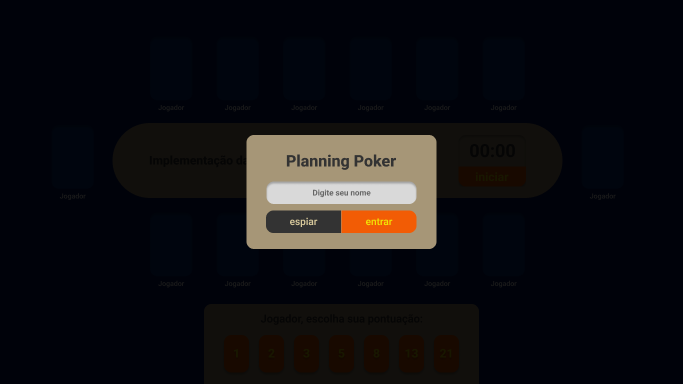 Jogador Jogador Jogador Jogador Jogador Jogador
Implementação da
00:00
iniciar
Planning Poker
Digite seu nome
espiar entrar
Jogador Jogador
Jogador Jogador Jogador Jogador Jogador Jogador
Jogador, escolha sua pontuação:
1 2 3 5 8 13 21